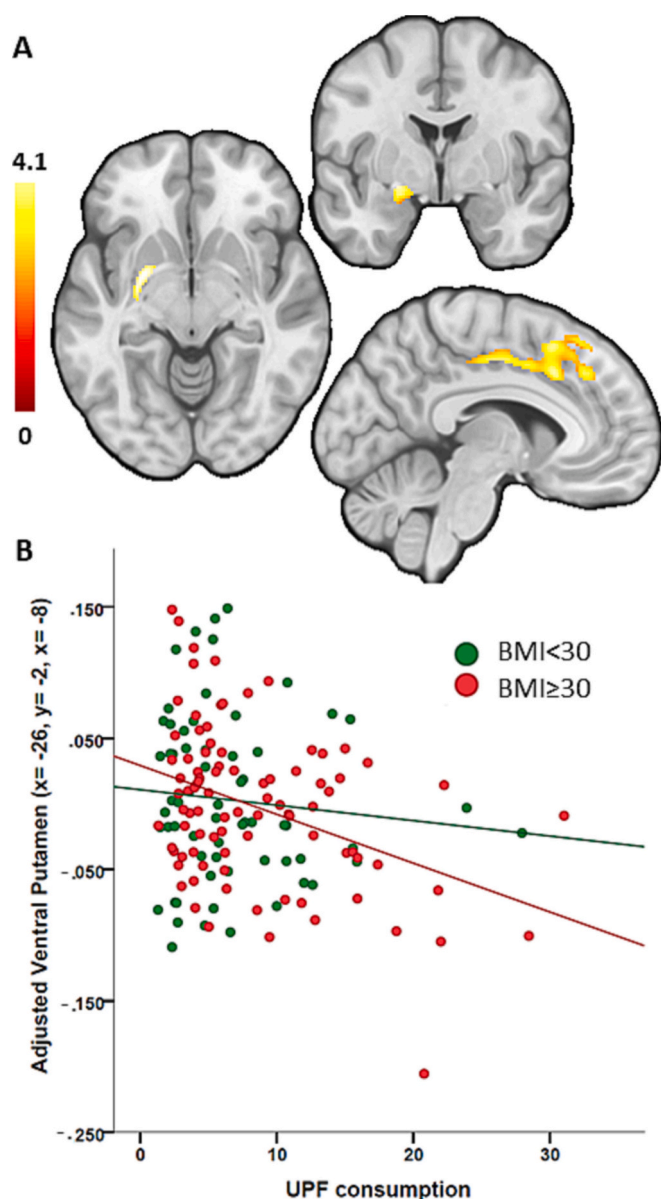 A
4.1
0
B
Adjusted Ventral Putamen (x= -26, y= -2, x= -8)
.150
.050
-.050
-.150
-.250
BMI<30
BMI≥30
0 10 20 30
UPF consumption